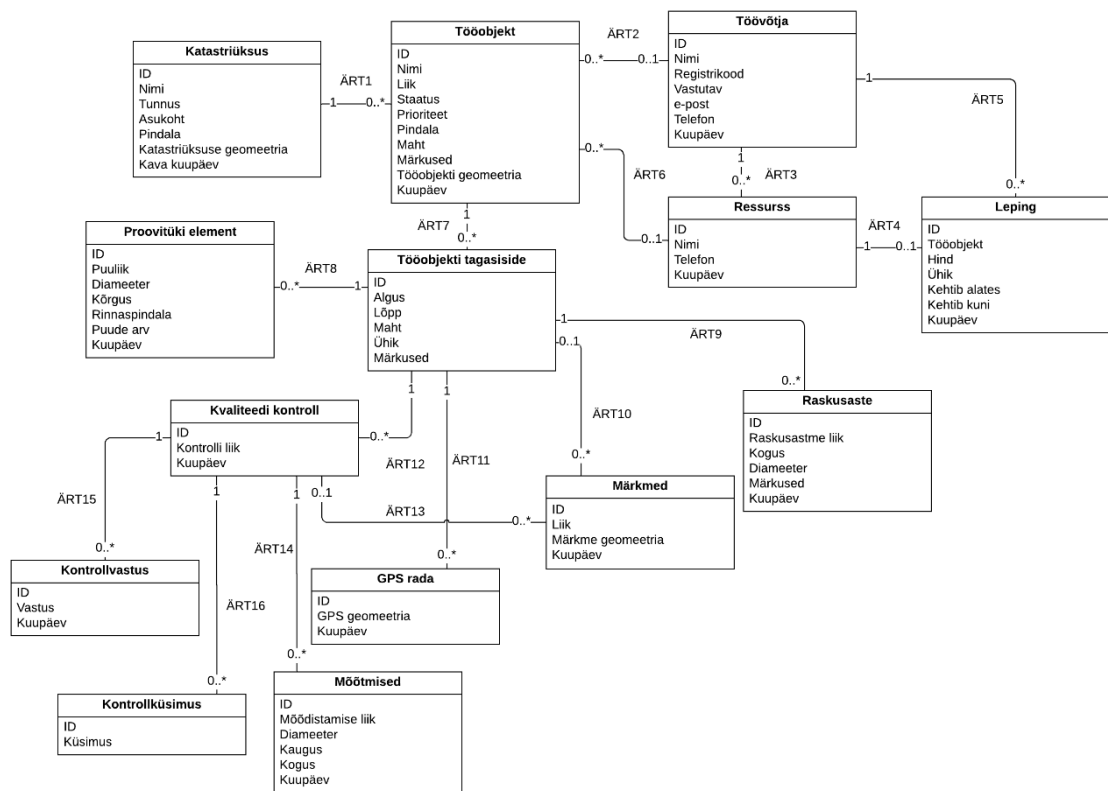 Katastriüksus
ID
Nimi
Tunnus
Asukoht
Pindala
Katastriüksuse geomeetria
Kava kuupäev
ÄRT1
1
0..*
Tööobjekt
ID
Nimi
Liik
Staatus
Prioriteet
Pindala
Maht
Märkused
Tööobjekti geomeetria
Kuupäev
ÄRT2
0..*
0..1
Töövõtja
ID
Nimi
Registrikood
Vastutav
e-post
Telefon
Kuupäev
1
ÄRT5
0..*
0..*
ÄRT6
0..1
1
ÄRT3
0..*
Ressurss
ID
Nimi
Telefon
Kuupäev
ÄRT4
1
0..1
Leping
ID
Tööobjekt
Hind
Ühik
Kehtib alates
Kehtib kuni
Kuupäev
1
ÄRT7
0..*
Proovitüki element
ID
Puuliik
Diameeter
Kõrgus
Rinnaspindala
Puude arv
Kuupäev
ÄRT8
0..*
1
Tööobjekti tagasiside
ID
Algus
Lõpp
Maht
Ühik
Märkused
1
ÄRT9
0..*
0..1
ÄRT10
0..*
1
1
Raskusaste
ID
Raskusastme liik
Kogus
Diameeter
Märkused
Kuupäev
Kvaliteedi kontroll
ID
Kontrolli liik
Kuupäev
0..*
ÄRT12
ÄRT11
1
ÄRT15
0..*
1
1
0..1
ÄRT13
0..*
Märkmed
ID
Liik
Märkme geomeetria
Kuupäev
ÄRT14
0..*
Kontrollvastus
ID
Vastus
Kuupäev
ÄRT16
GPS rada
ID
GPS geomeetria
Kuupäev
0..*
0..*
Kontrollküsimus
ID
Küsimus
Mõõtmised
ID
Mõõdistamise liik
Diameeter
Kaugus
Kogus
Kuupäev